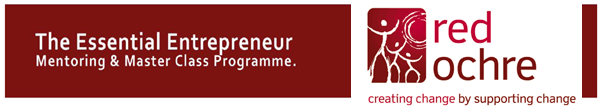 The Essential Entrepreneur
Mentoring & Master Class Programme.
red
ochre
creating change by supporting change